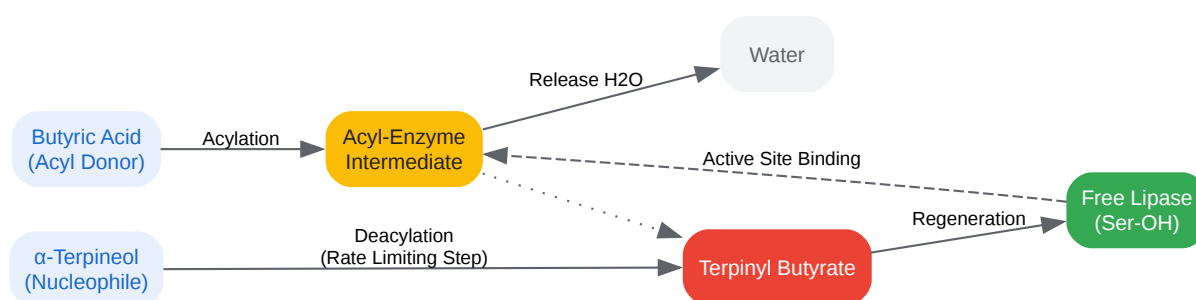 Water
Release H2O
Butyric Acid
(Acyl Donor)
Acylation
Acyl-Enzyme
Intermediate
Active Site Binding
Free Lipase
(Ser-OH)
Regeneration
α-Terpineol
(Nucleophile)
Deacylation
(Rate Limiting Step)
Terpinyl Butyrate